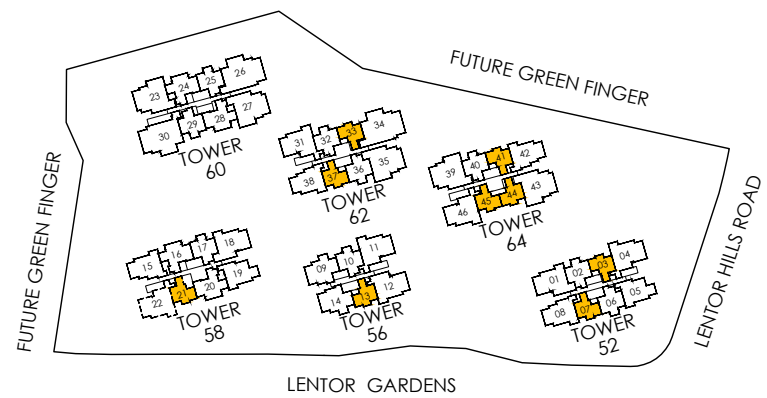 FUTURE GREEN FINGER
23 24 25 26
30 29 28 27
TOWER
60
31 32 33 34
38 37 36 35
TOWER
62
39 40 41 42
46 45 44 43
TOWER
64
FUTURE GREEN FINGER
15 16 17 18
22 21 20 19
TOWER
58
09 10 11
14 13 12
TOWER
56
01 02 03 04
08 07 06 05
TOWER
52
LENTOR HILLS ROAD
LENTOR GARDENS